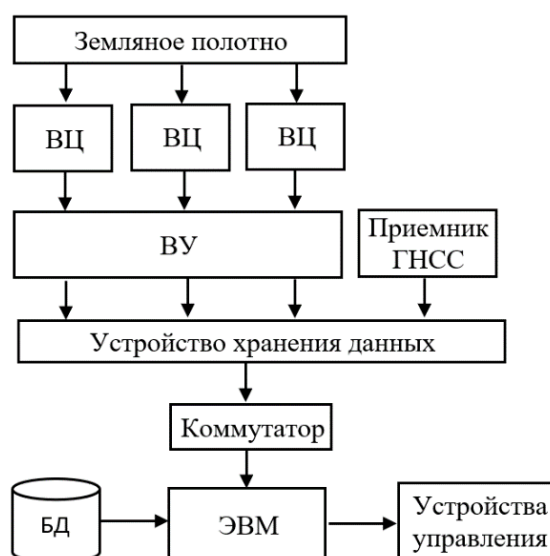 Земляное полотно
ВЦ
ВЦ
ВЦ
ВУ
Приемник
ГНСС
Устройство хранения данных
Коммутатор
БД
ЭВМ
Устройства
управления